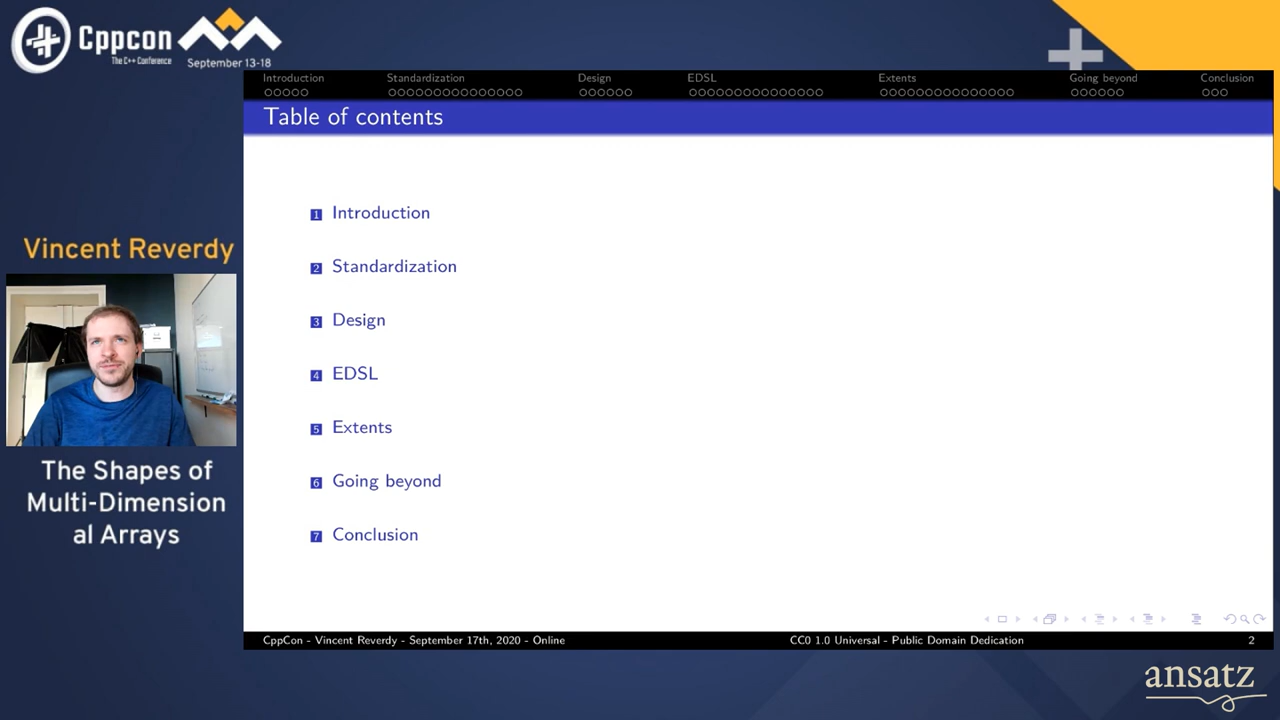 Cppcon
The C++ Conference
September 13-18
Introduction Standardization Design EDSL Extents Going beyond Conclusion
Table of contents
1 Introduction
2 Standardization
3 Design
4 EDSL
5 Extents
6 Going beyond
7 Conclusion
Vincent Reverdy
The Shapes of
Multi-Dimension
al Arrays
CppCon - Vincent Reverdy - September 17th, 2020 - Online CC0 1.0 Universal - Public Domain Dedication 2
ansatz